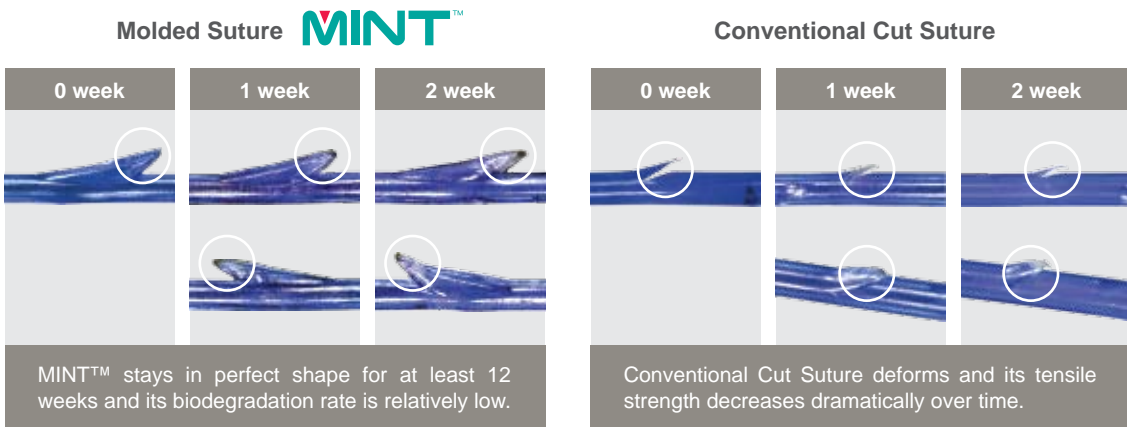 Molded Suture MINT™
Conventional Cut Suture
0 week
1 week
2 week
0 week
1 week
2 week
MINT™ stays in perfect shape for at least 12
weeks and its biodegradation rate is relatively low.
Conventional Cut Suture deforms and its tensile
strength decreases dramatically over time.